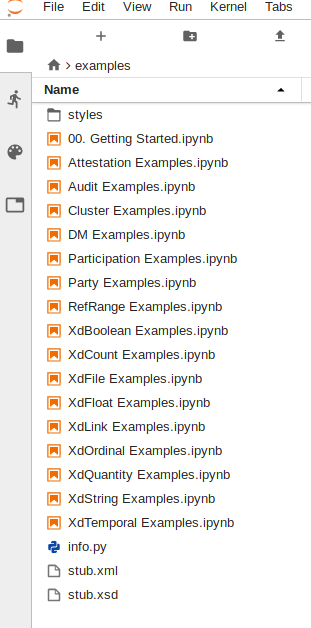 File Edit View Run Kernel Tabs
examples
Name
styles
00. Getting Started.ipynb
Attestation Examples.ipynb
Audit Examples.ipynb
Cluster Examples.ipynb
DM Examples.ipynb
Participation Examples.ipynb
Party Examples.ipynb
RefRange Examples.ipynb
XdBoolean Examples.ipynb
XdCount Examples.ipynb
XdFile Examples.ipynb
XdFloat Examples.ipynb
XdLink Examples.ipynb
XdOrdinal Examples.ipynb
XdQuantity Examples.ipynb
XdString Examples.ipynb
XdTemporal Examples.ipynb
info.py
stub.xml
stub.xsd